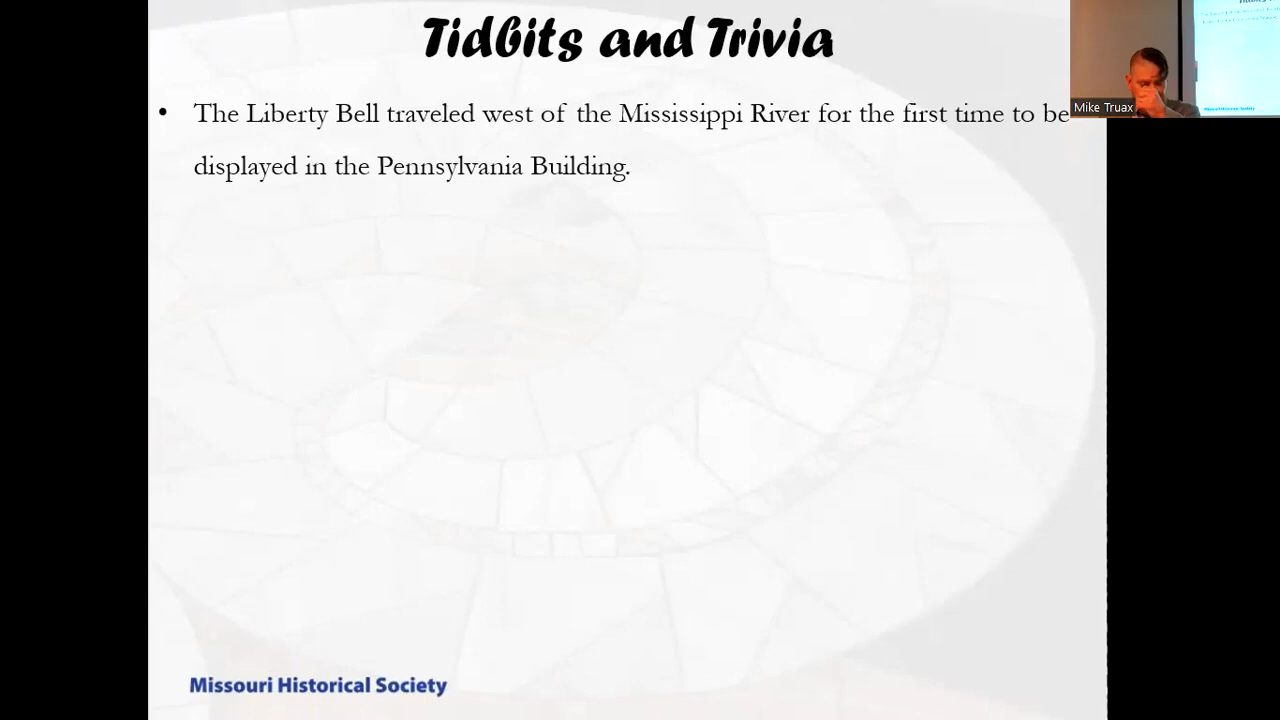 Tidbits and Trivia
• The Liberty Bell traveled west of the Mississippi River for the first time to be
displayed in the Pennsylvania Building.
Mike Truax
Missouri Historical Society